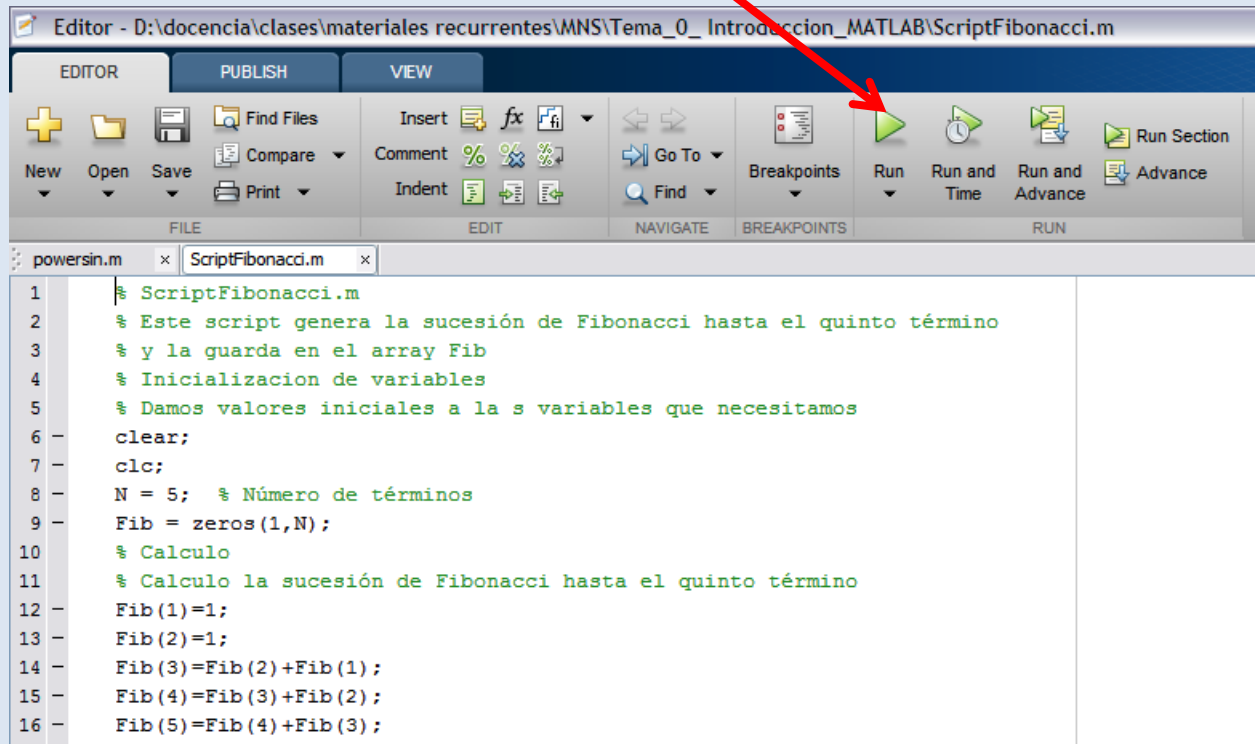 Editor - D:\docencia\clases\materiales recurrentes\MNS\Tema_0_ Introduccion_MATLAB\ScriptFibonacci.m
EDITOR PUBLISH VIEW
New Open Save Find Files Compare Print
FILE
Insert fx fi
Comment % % %
Indent
EDIT
Go To
Find
NAVIGATE
Breakpoints
BREAKPOINTS
Run Run and Time Run and Advance Run Section Advance
RUN
powersin.m × ScriptFibonacci.m ×
1 % ScriptFibonacci.m
2 % Este script genera la sucesión de Fibonacci hasta el quinto término
3 % y la guarda en el array Fib
4 % Inicializacion de variables
5 % Damos valores iniciales a la s variables que necesitamos
6 – clear;
7 – clc;
8 – N = 5; % Número de términos
9 – Fib = zeros(1,N);
10 % Calculo
11 % Calculo la sucesión de Fibonacci hasta el quinto término
12 – Fib(1)=1;
13 – Fib(2)=1;
14 – Fib(3)=Fib(2)+Fib(1);
15 – Fib(4)=Fib(3)+Fib(2);
16 – Fib(5)=Fib(4)+Fib(3);